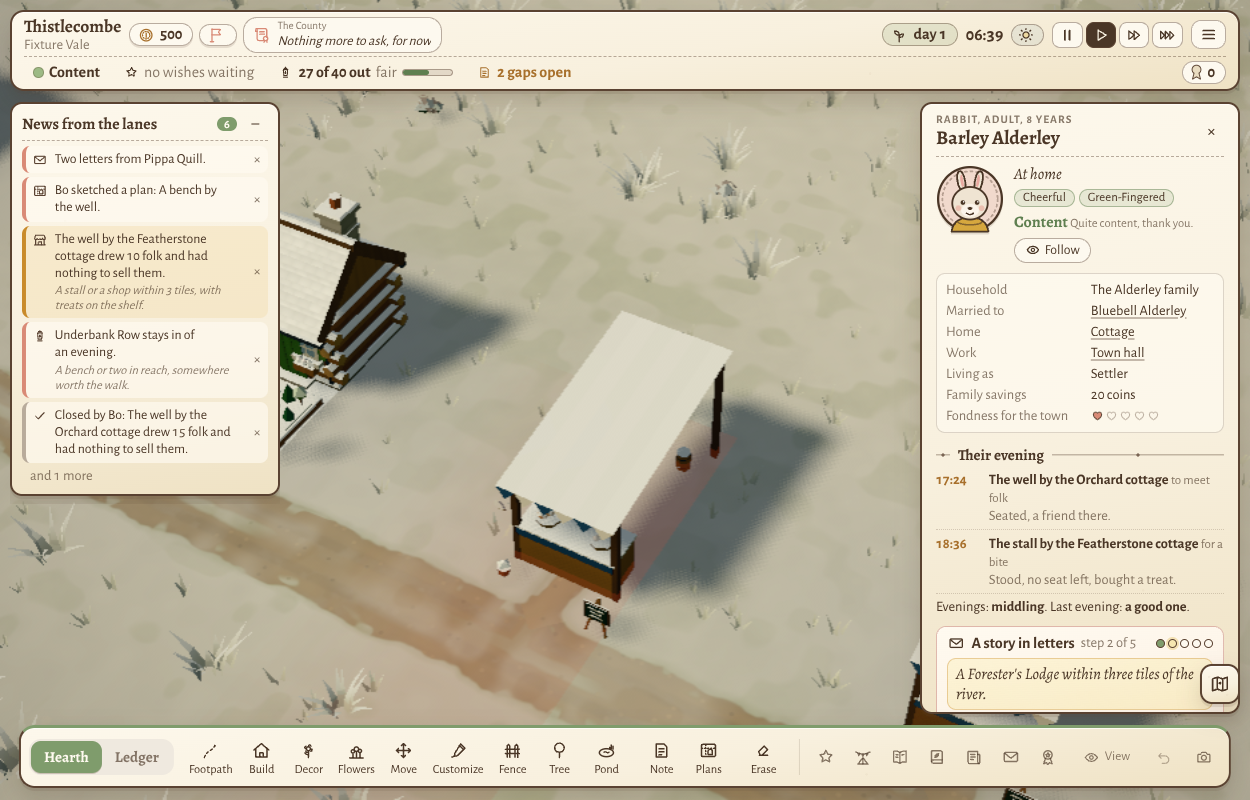 Thistlecombe
Fixture Vale
500
The County
Nothing more to ask, for now
day 1
06:39
Content
no wishes waiting
27 of 40 out fair
2 gaps open
0
News from the lanes
6
Two letters from Pippa Quill.
Bo sketched a plan: A bench by
the well.
The well by the Featherstone
cottage drew 10 folk and had
nothing to sell them.
A stall or a shop within 3 tiles, with
treats on the shelf.
Underbank Row stays in of
an evening.
A bench or two in reach, somewhere
worth the walk.
Closed by Bo: The well by the
Orchard cottage drew 15 folk and
had nothing to sell them.
and 1 more
RABBIT, ADULT, 8 YEARS
Barley Alderley
At home
Cheerful
Green-Fingered
Content Quite content, thank you.
Follow
Household The Alderley family
Married to Bluebell Alderley
Home Cottage
Work Town hall
Living as Settler
Family savings 20 coins
Fondness for the town
Their evening
17:24 The well by the Orchard cottage to meet
folk
Seated, a friend there.
18:36 The stall by the Featherstone cottage for a
bite
Stood, no seat left, bought a treat.
Evenings: middling. Last evening: a good one.
A story in letters step 2 of 5
A Forester's Lodge within three tiles of the
river.
Hearth
Ledger
Footpath
Build
Decor
Flowers
Move
Customize
Fence
Tree
Pond
Note
Plans
Erase
View